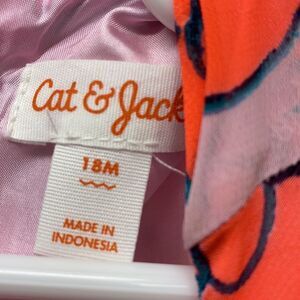 Cat & Jack
18M
MADE IN
INDONESIA